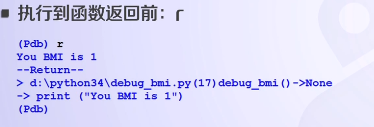 执行到函数返回前：r
(Pdb) r
You BMI is 1
--Return--
> d:\python34\debug_bmi.py(17)debug_bmi()->None
-> print ("You BMI is 1")
(Pdb)